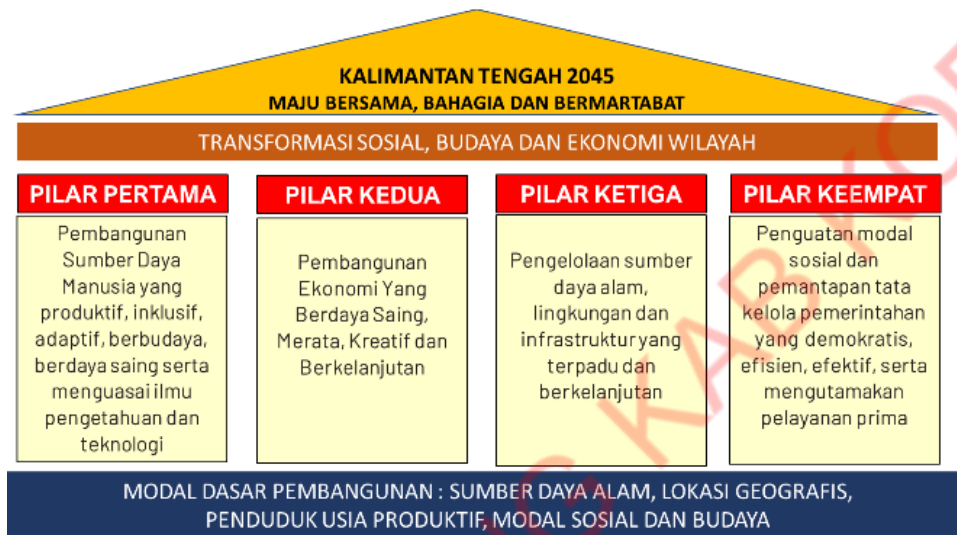 KALIMANTAN TENGAH 2045
MAJU BERSAMA, BAHAGIA DAN BERMARTABAT
TRANSFORMASI SOSIAL, BUDAYA DAN EKONOMI WILAYAH
PILAR PERTAMA
Pembangunan
Sumber Daya
Manusia yang
produktif, inklusif,
adaptif, berbudaya,
berdaya saing serta
menguasai ilmu
pengetahuan dan
teknologi
PILAR KEDUA
Pembangunan
Ekonomi Yang
Berdaya Saing,
Merata, Kreatif dan
Berkelanjutan
PILAR KETIGA
Pengelolaan sumber
daya alam,
lingkungan dan
infrastruktur yang
terpadu dan
berkelanjutan
PILAR KEEMPAT
Penguatan modal
sosial dan
pemantapan tata
kelola pemerintahan
yang demokratis,
efisien, efektif, serta
mengutamakan
pelayanan prima
MODAL DASAR PEMBANGUNAN : SUMBER DAYA ALAM, LOKASI GEOGRAFIS,
PENDUDUK USIA PRODUKTIF, MODAL SOSIAL DAN BUDAYA
KAB